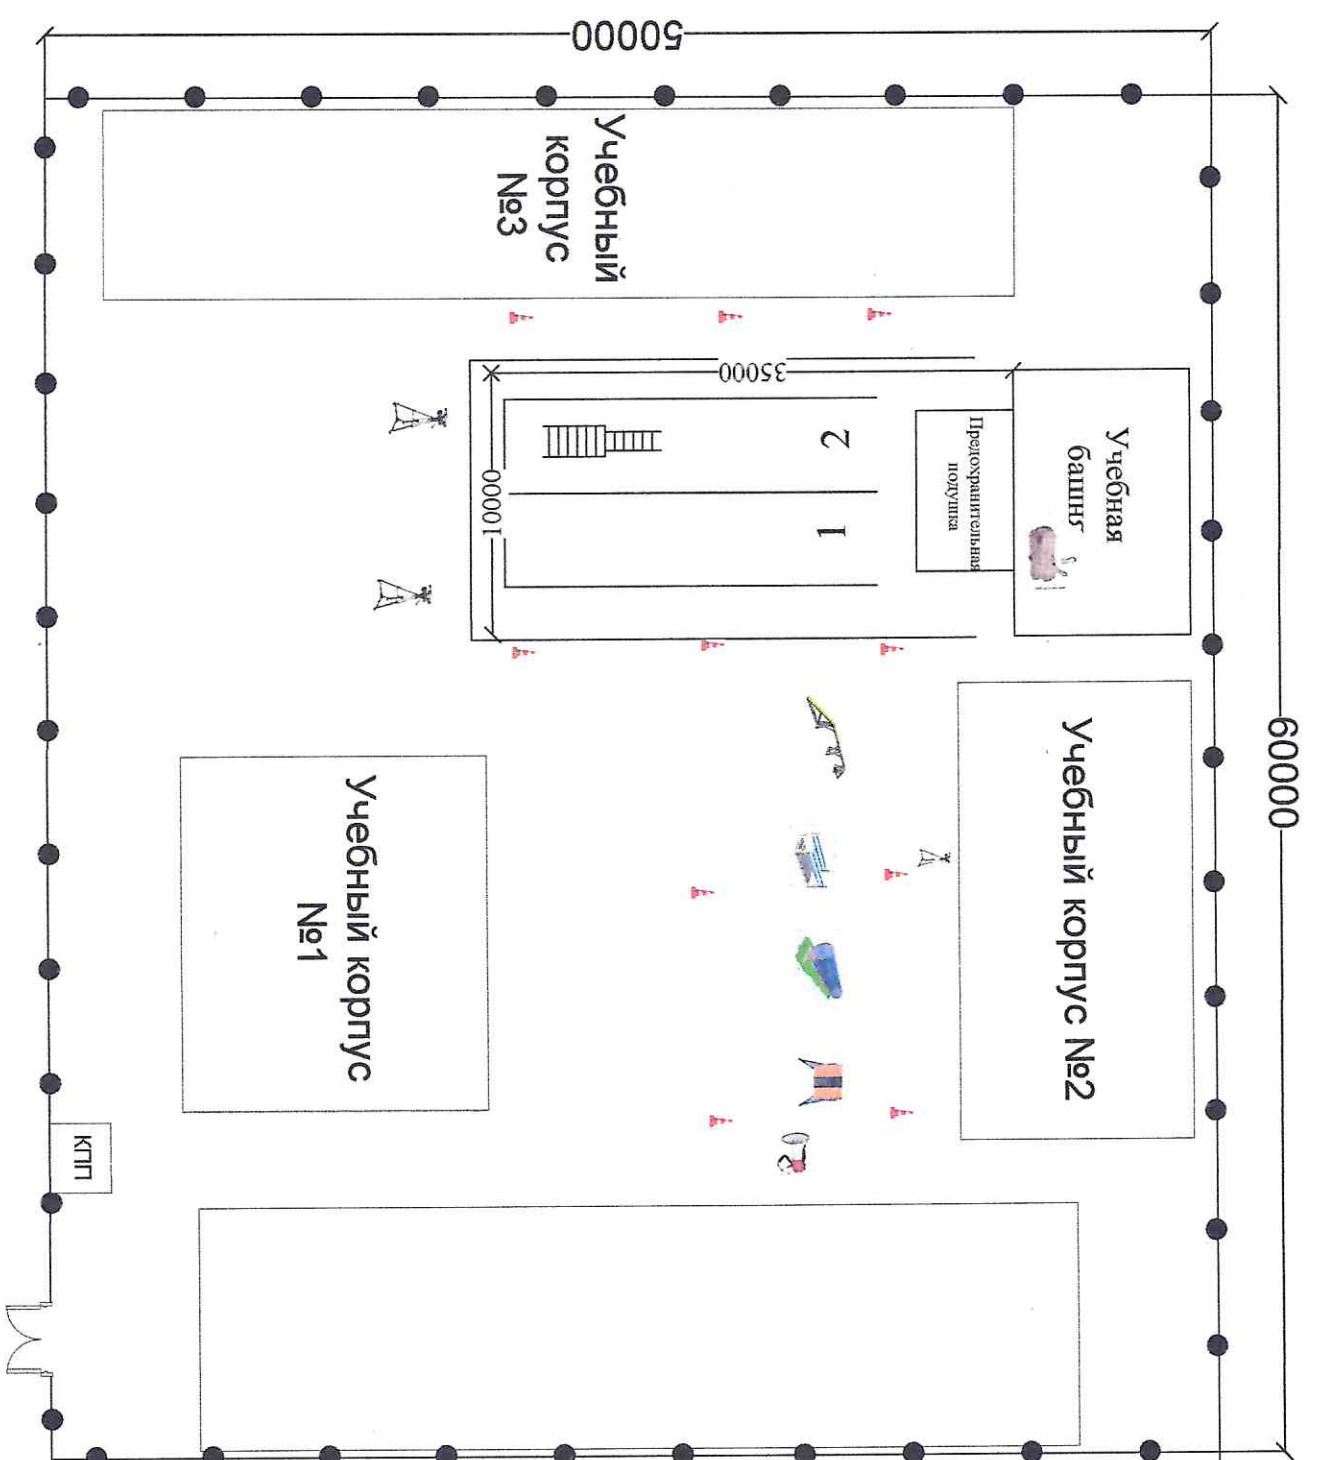 50000
Учебный
корпус
№3
35000
10000
2
1
Предохранительная
подушка
Учебная
башня
60000
Учебный корпус №2
Учебный корпус
№1
КПП